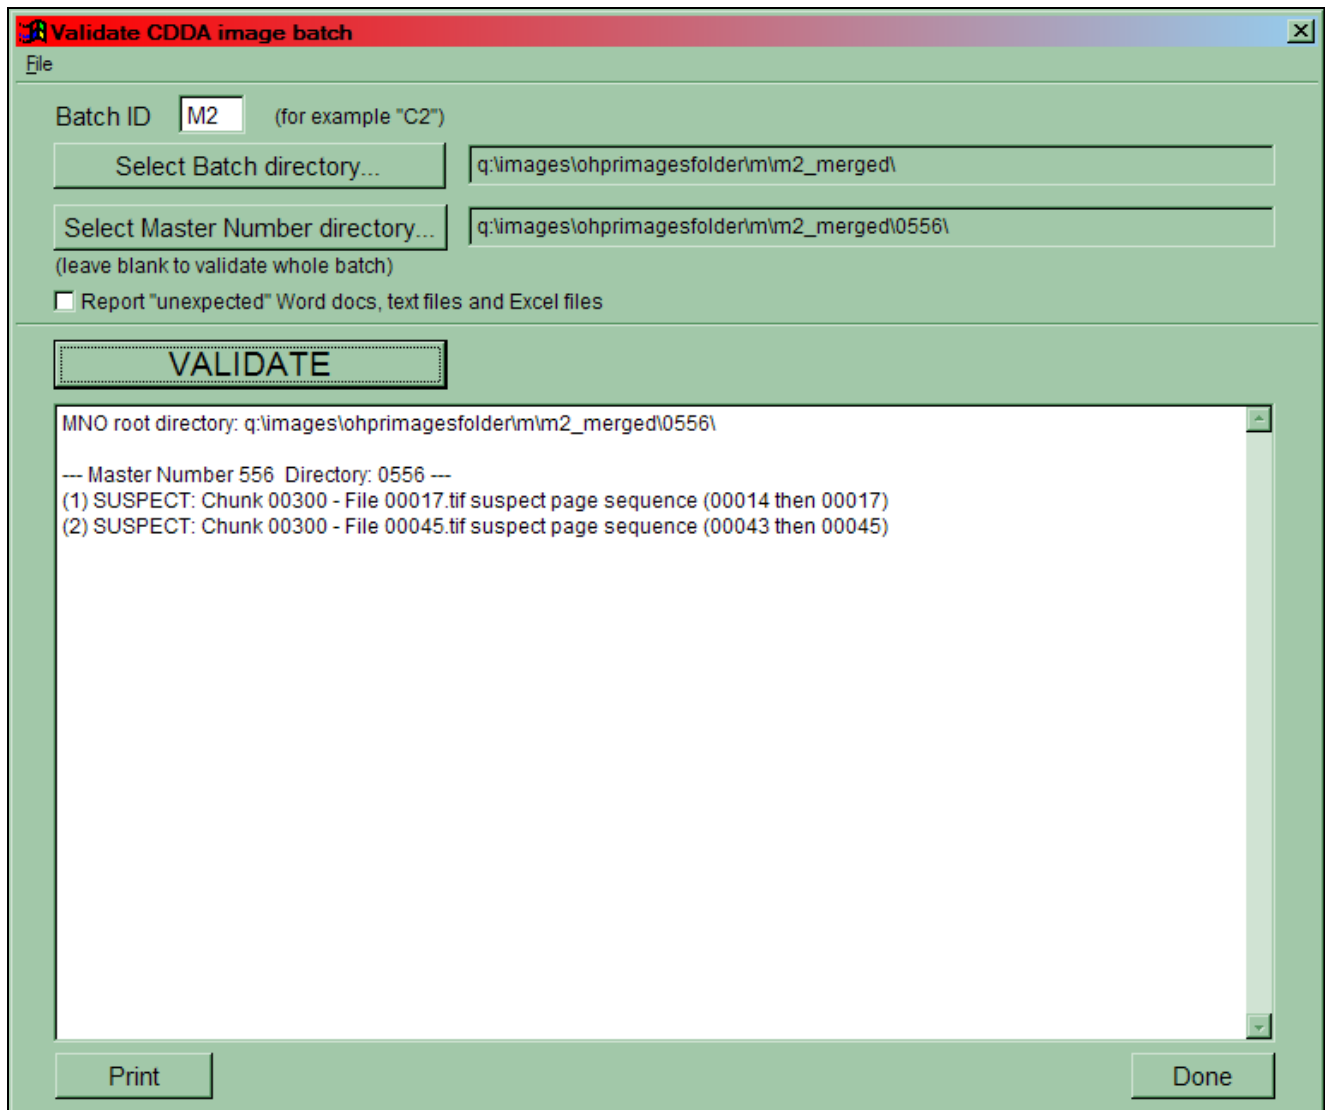 Validate CDDA image batch
File
Batch ID M2 (for example "C2")
Select Batch directory... q:\images\ohprimagesfolder\m\m2_merged\
Select Master Number directory... q:\images\ohprimagesfolder\m\m2_merged\0556\
(leave blank to validate whole batch)
Report "unexpected" Word docs, text files and Excel files
VALIDATE
MNO root directory: q:\images\ohprimagesfolder\m\m2_merged\0556\
--- Master Number 556  Directory: 0556 ---
(1) SUSPECT: Chunk 00300 - File 00017.tif suspect page sequence (00014 then 00017)
(2) SUSPECT: Chunk 00300 - File 00045.tif suspect page sequence (00043 then 00045)
Print Done